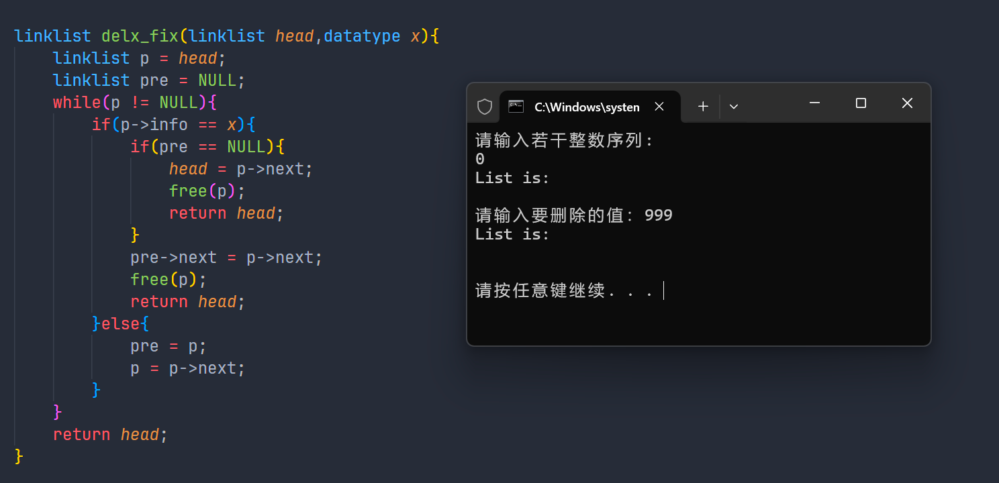 linklist delx_fix(linklist head,datatype x){
linklist p = head;
linklist pre = NULL;
while(p != NULL){
if(p->info == x){
if(pre == NULL){
head = p->next;
free(p);
return head;
}
pre->next = p->next;
free(p);
return head;
}else{
pre = p;
p = p->next;
}
}
return head;
}
C:\Windows\systen
请输入若干整数序列:
0
List is:
请输入要删除的值: 999
List is:
请按任意键继续. . .